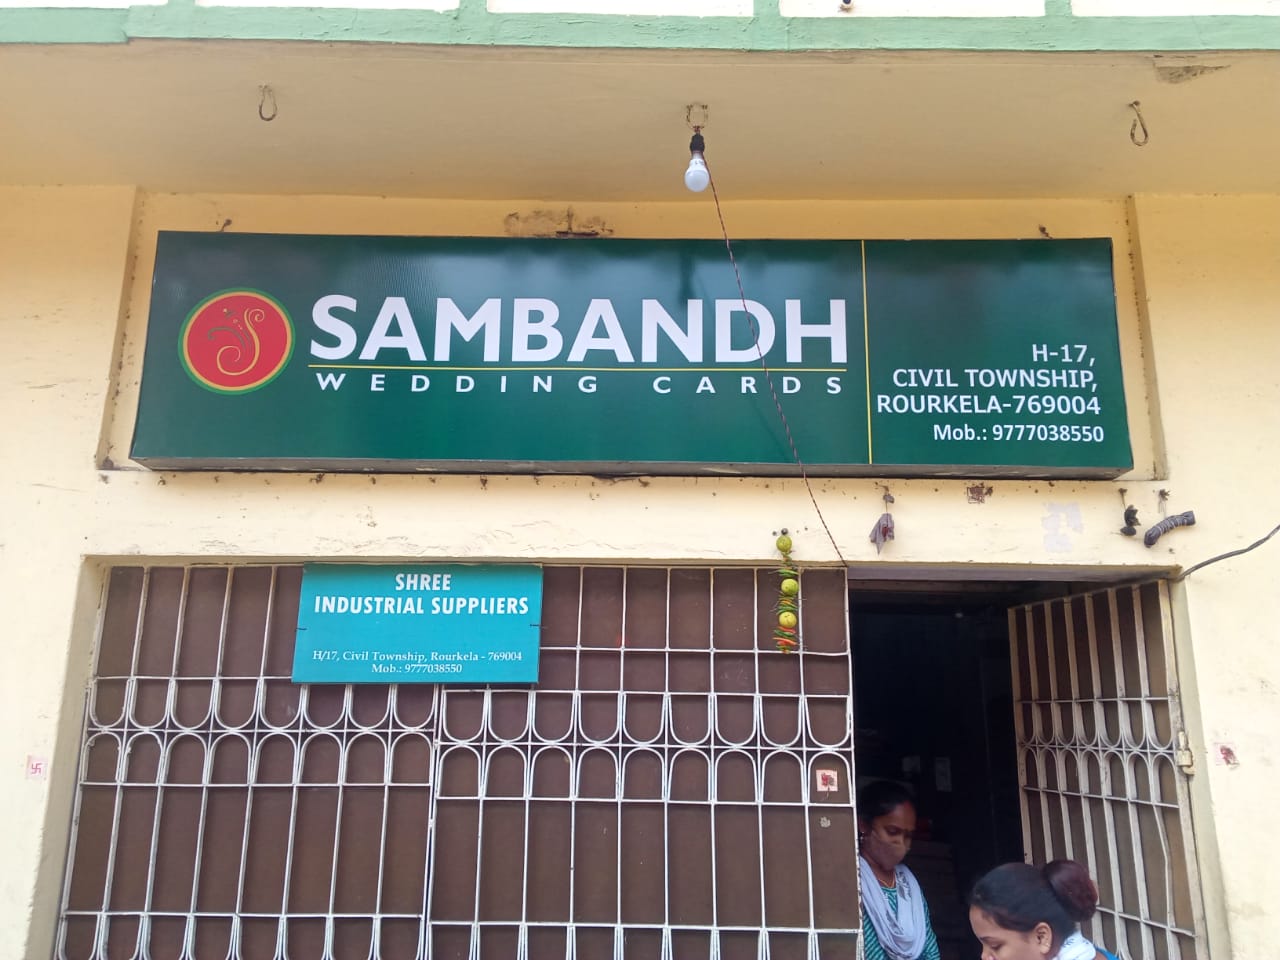 SAMBANDH
WEDDING CARDS
H-17,
CIVIL TOWNSHIP,
ROURKELA-769004
Mob.: 9777038550
SHREE
INDUSTRIAL SUPPLIERS
H/17, Civil Township, Rourkela - 769004
Mob.: 9777038550